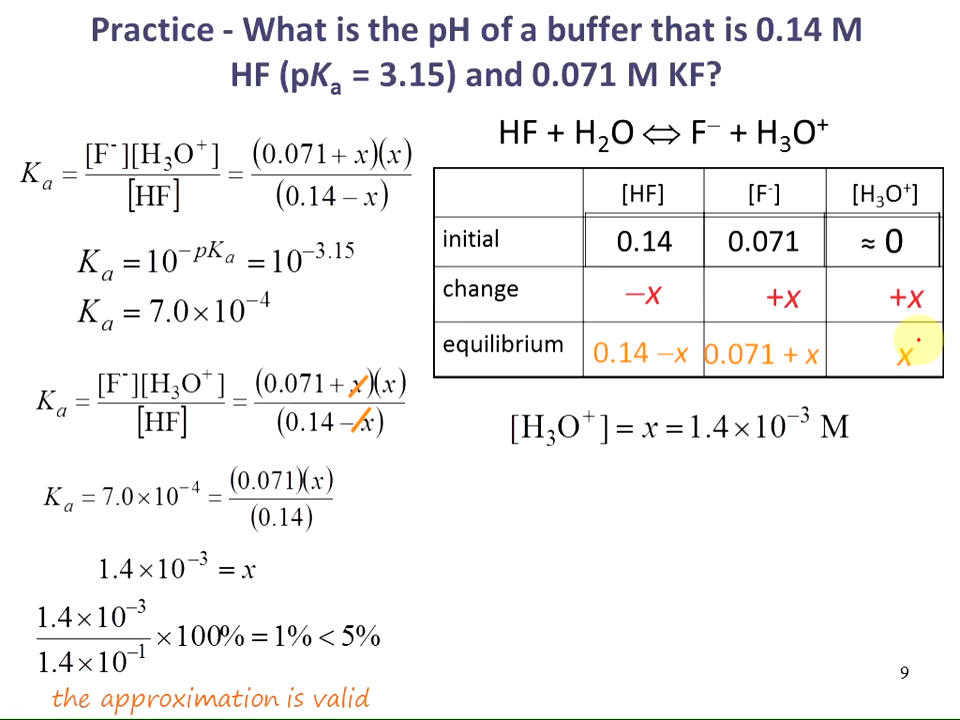 Practice - What is the pH of a buffer that is 0.14 M
HF (pKₐ = 3.15) and 0.071 M KF?
HF + H₂O ⇔ F⁻ + H₃O⁺
Kₐ = [F⁻][H₃O⁺] / [HF] = (0.071 + x)(x) / (0.14 − x)
Kₐ = 10^(−pKₐ) = 10^(−3.15)
Kₐ = 7.0 × 10⁻⁴
Kₐ = [F⁻][H₃O⁺] / [HF] = (0.071 + x)(x) / (0.14 − x)
Kₐ = 7.0 × 10⁻⁴ = (0.071)(x) / (0.14)
1.4 × 10⁻³ = x
1.4 × 10⁻³ / 1.4 × 10⁻¹ × 100% = 1% < 5%
the approximation is valid
[HF] [F⁻] [H₃O⁺]
initial 0.14 0.071 ≈ 0
change −x +x +x
equilibrium 0.14 −x 0.071 + x x
[H₃O⁺] = x = 1.4 × 10⁻³ M
9